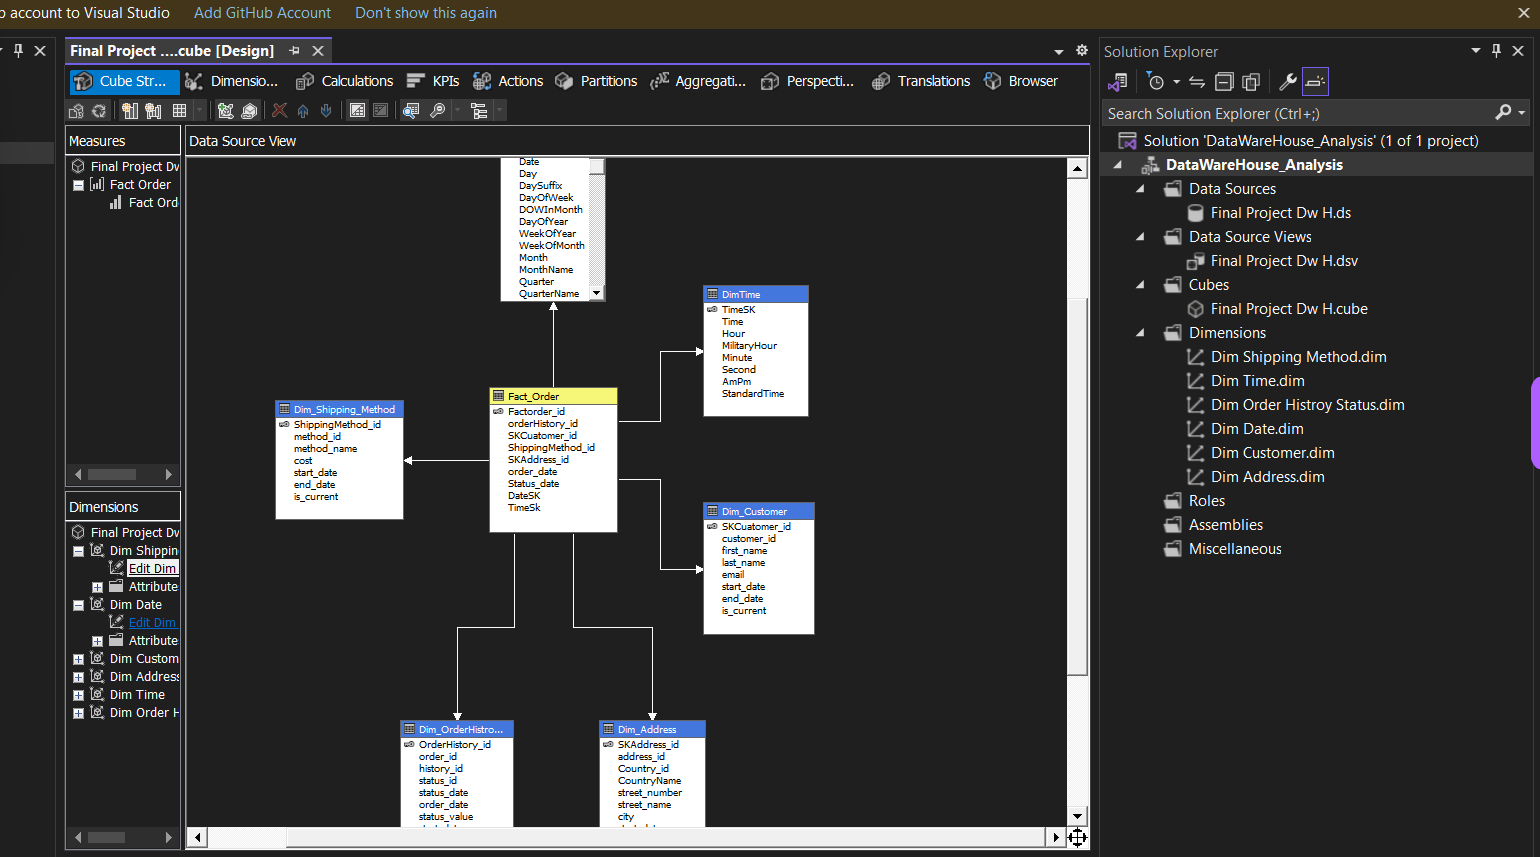 o account to Visual Studio Add GitHub Account Don't show this again
Final Project ....cube [Design]
Cube Str... Dimensio... Calculations KPIs Actions Partitions Aggregati... Perspecti... Translations Browser
Measures
Final Project Dw
Fact Order
Fact Ord
Dimensions
Final Project Dw
Dim Shippin
Edit Dim
Attribute
Dim Date
Edit Dim
Attribute
Dim Custom
Dim Address
Dim Time
Dim Order H
Data Source View
Date
Day
DaySuffix
DayOfWeek
DOWInMonth
DayOfYear
WeekOfYear
WeekOfMonth
Month
MonthName
Quarter
QuarterName
DimTime
TimeSK
Time
Hour
MilitaryHour
Minute
Second
AmPm
StandardTime
Dim_Shipping_Method
ShippingMethod_id
method_id
method_name
cost
start_date
end_date
is_current
Fact_Order
Factorder_id
orderHistory_id
SKCuatomer_id
ShippingMethod_id
SKAddress_id
order_date
Status_date
DateSK
TimeSk
Dim_Customer
SKCuatomer_id
customer_id
first_name
last_name
email
start_date
end_date
is_current
Dim_OrderHistro...
OrderHistory_id
order_id
history_id
status_id
status_date
order_date
status_value
Dim_Address
SKAddress_id
address_id
Country_id
CountryName
street_number
street_name
city
Solution Explorer
Search Solution Explorer (Ctrl+;)
Solution 'DataWareHouse_Analysis' (1 of 1 project)
DataWareHouse_Analysis
Data Sources
Final Project Dw H.ds
Data Source Views
Final Project Dw H.dsv
Cubes
Final Project Dw H.cube
Dimensions
Dim Shipping Method.dim
Dim Time.dim
Dim Order Histroy Status.dim
Dim Date.dim
Dim Customer.dim
Dim Address.dim
Roles
Assemblies
Miscellaneous